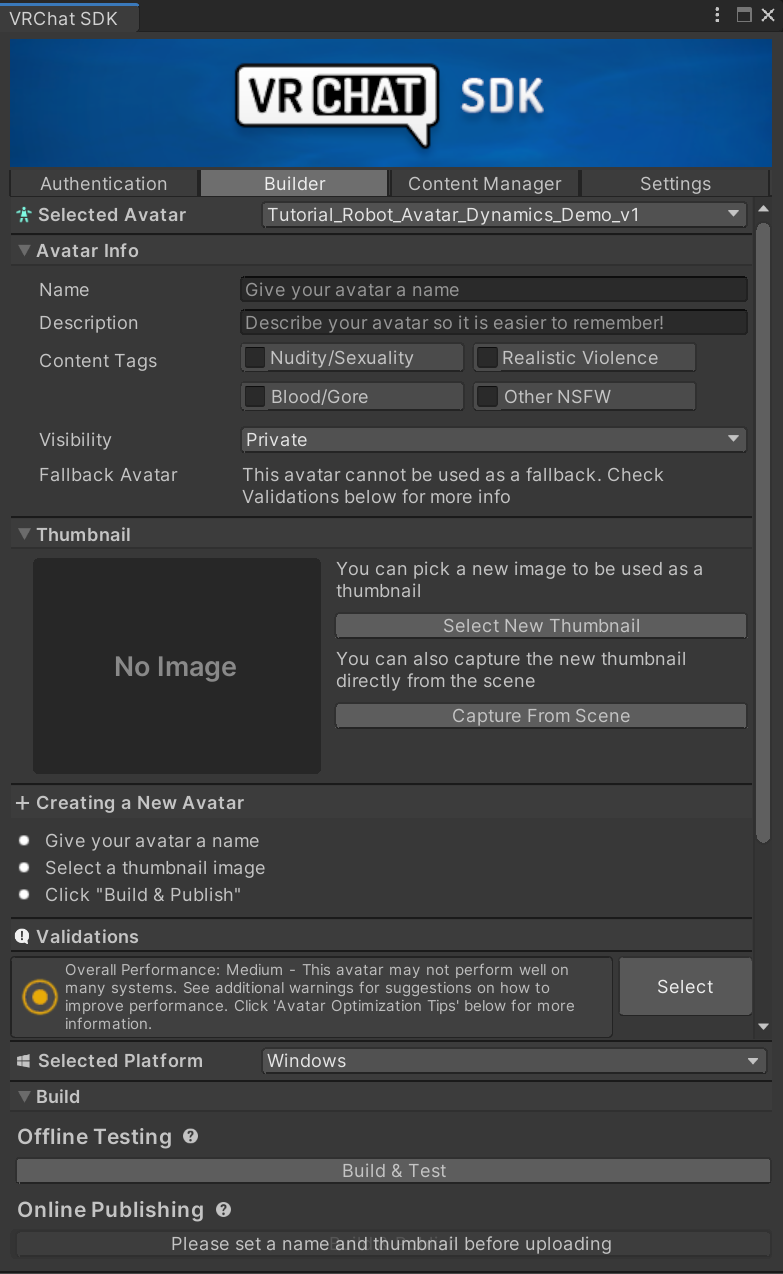 VRChat SDK
VR CHAT SDK
Authentication Builder Content Manager Settings
Selected Avatar Tutorial_Robot_Avatar_Dynamics_Demo_v1
Avatar Info
Name Give your avatar a name
Description Describe your avatar so it is easier to remember!
Content Tags Nudity/Sexuality Realistic Violence
Blood/Gore Other NSFW
Visibility Private
Fallback Avatar This avatar cannot be used as a fallback. Check
Validations below for more info
Thumbnail
No Image
You can pick a new image to be used as a
thumbnail
Select New Thumbnail
You can also capture the new thumbnail
directly from the scene
Capture From Scene
Creating a New Avatar
Give your avatar a name
Select a thumbnail image
Click "Build & Publish"
Validations
Overall Performance: Medium - This avatar may not perform well on
many systems. See additional warnings for suggestions on how to
improve performance. Click 'Avatar Optimization Tips' below for more
information.
Select
Selected Platform Windows
Build
Offline Testing
Build & Test
Online Publishing
Please set a name and thumbnail before uploading